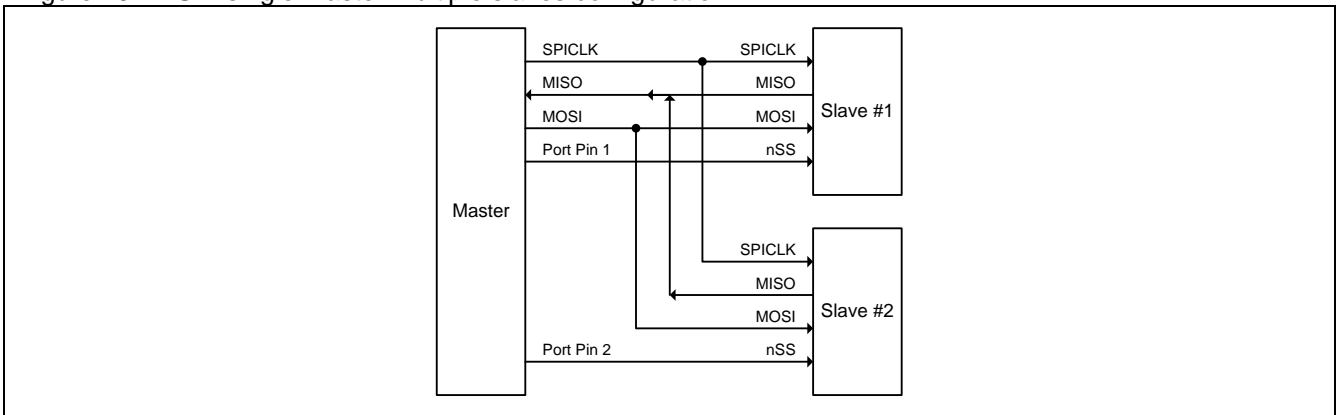 SPICLK SPICLK
MISO MISO
MOSI MOSI
Port Pin 1 nSS
Slave #1
Master
SPICLK
MISO
MOSI
Port Pin 2 nSS
Slave #2